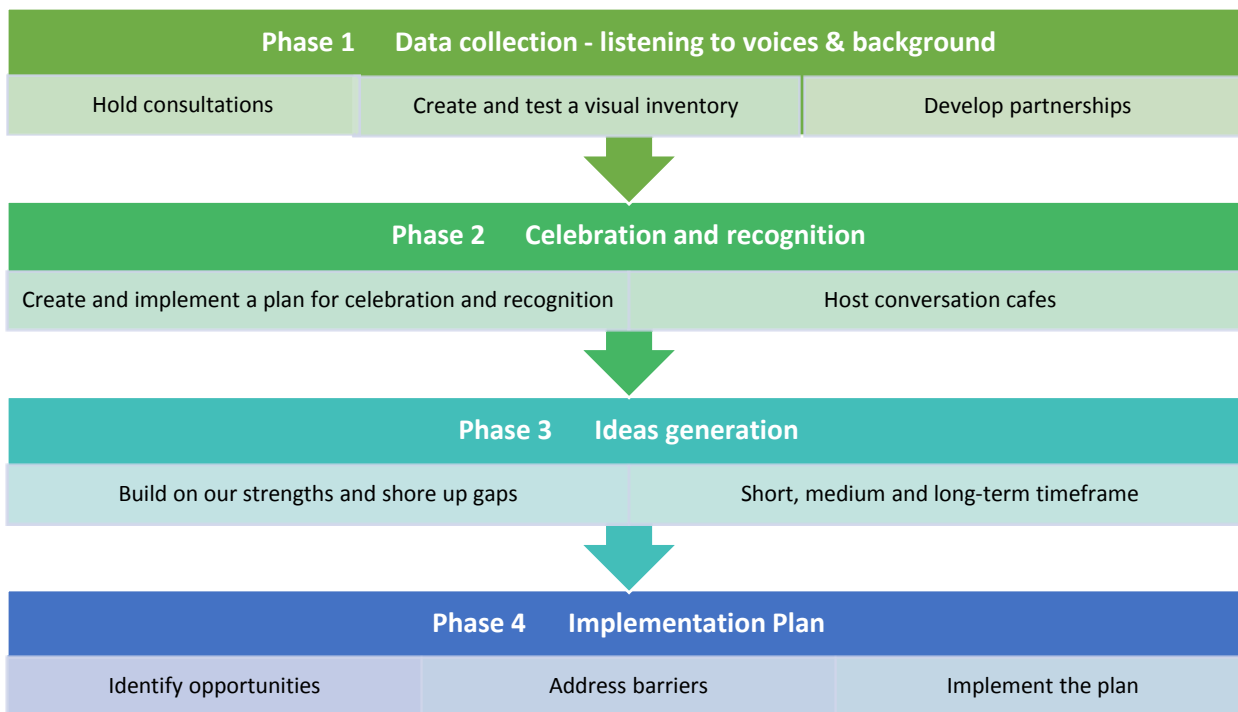 Phase 1 Data collection - listening to voices & background
Hold consultations
Create and test a visual inventory
Develop partnerships
Phase 2 Celebration and recognition
Create and implement a plan for celebration and recognition
Host conversation cafes
Phase 3 Ideas generation
Build on our strengths and shore up gaps
Short, medium and long-term timeframe
Phase 4 Implementation Plan
Identify opportunities
Address barriers
Implement the plan